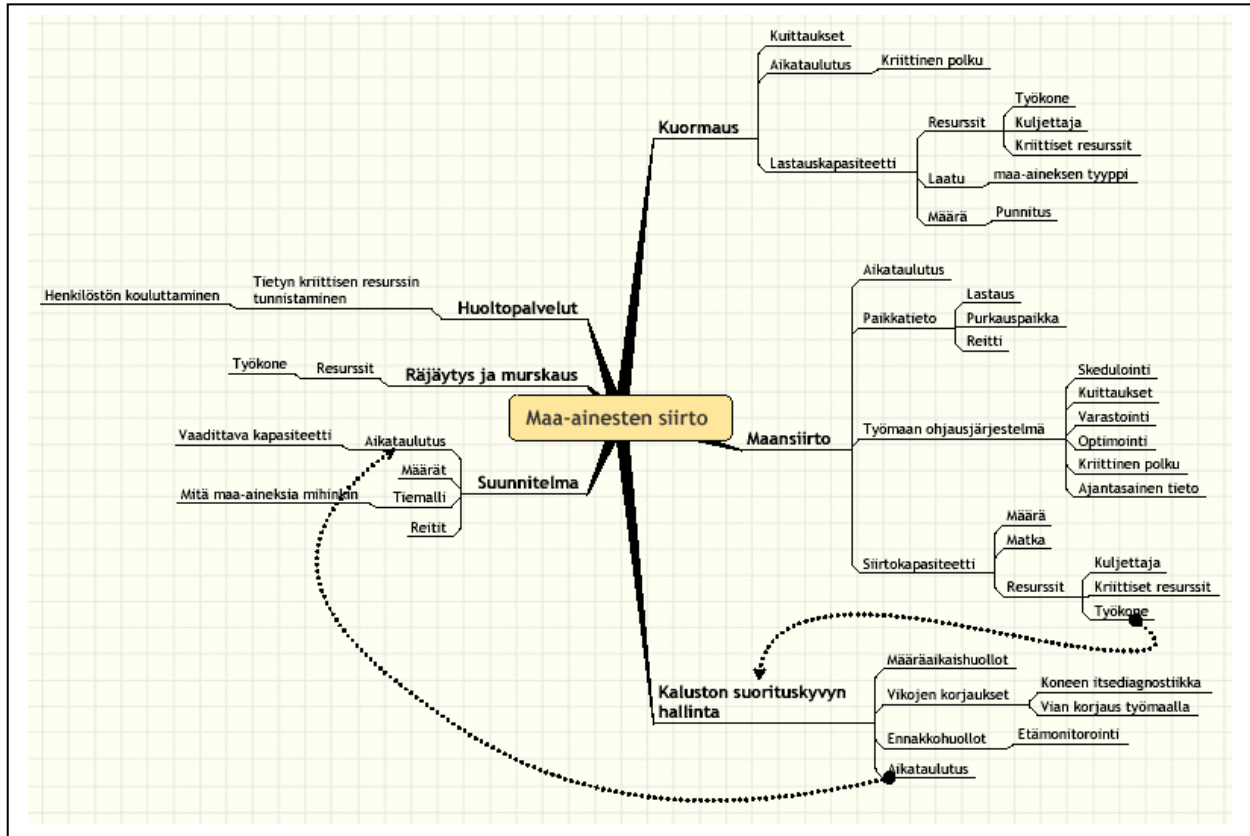 Kuittaukset
Aikataulutus
Kriittinen polku
Kuormaus
Lastauskapasiteetti
Resurssit
Työkone
Kuljettaja
Kriittiset resurssit
Laatu
maa-aineksen tyyppi
Määrä
Punnitus
Henkilöstön kouluttaminen
Tietyn kriittisen resurssin
tunnistaminen
Huoltopalvelut
Työkone
Resurssit
Räjäytys ja murskaus
Maa-ainesten siirto
Vaadittava kapasiteetti
Aikataulutus
Määrät
Mitä maa-aineksia mihinkin
Tiemalli
Reitit
Suunnitelma
Maansiirto
Aikataulutus
Paikkatieto
Lastaus
Purkauspaikka
Reitti
Työmaan ohjausjärjestelmä
Skedulointi
Kuittaukset
Varastointi
Optimointi
Kriittinen polku
Ajantasainen tieto
Siirtokapasiteetti
Määrä
Matka
Resurssit
Kuljettaja
Kriittiset resurssit
Työkone
Kaluston suorituskyvyn
hallinta
Määräaikaishuollot
Vikojen korjaukset
Koneen itsediagnostiikka
Vian korjaus työmaalla
Ennakkohuollot
Etämonitorointi
Aikataulutus